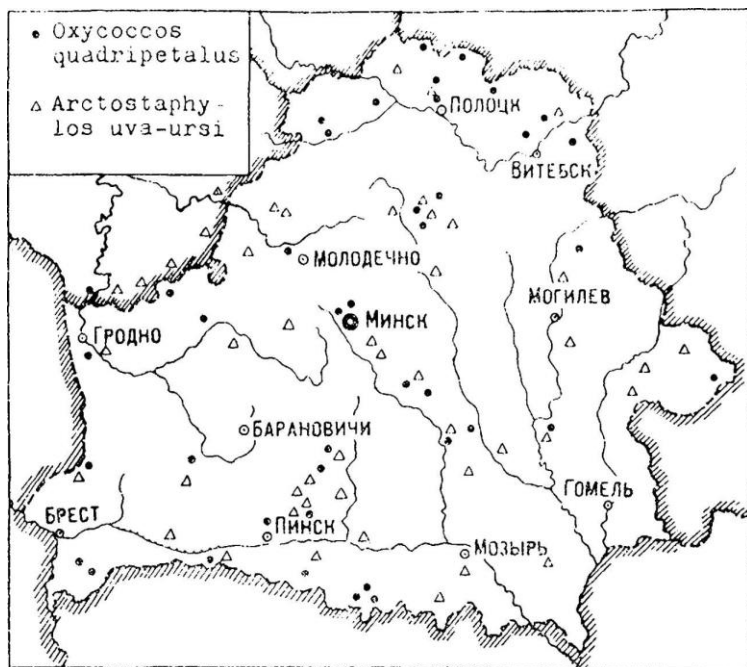 Oxycoccos
quadripetalus
Arctostaphy-
los uva-ursi
ПОЛОЦК
ВИТЕБСК
МОЛОДЕЧНО
МОГИЛЕВ
МИНСК
ГРОДНО
БАРАНОВИЧИ
ГОМЕЛЬ
БРЕСТ
ПИНСК
МОЗЫРЬ